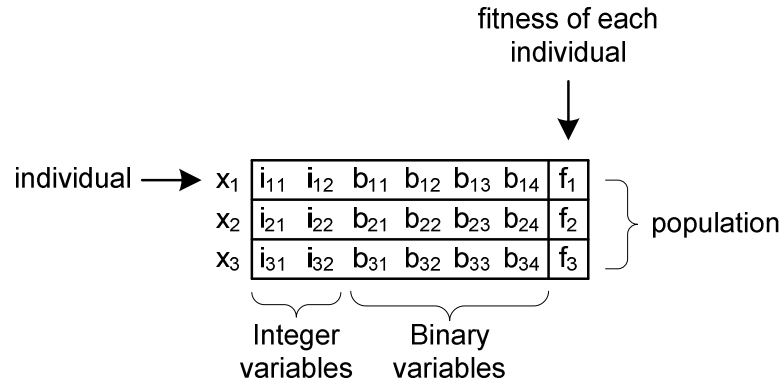 fitness of each
individual
individual x₁ i₁₁ i₁₂ b₁₁ b₁₂ b₁₃ b₁₄ f₁
x₂ i₂₁ i₂₂ b₂₁ b₂₂ b₂₃ b₂₄ f₂ population
x₃ i₃₁ i₃₂ b₃₁ b₃₂ b₃₃ b₃₄ f₃
Integer Binary
variables variables